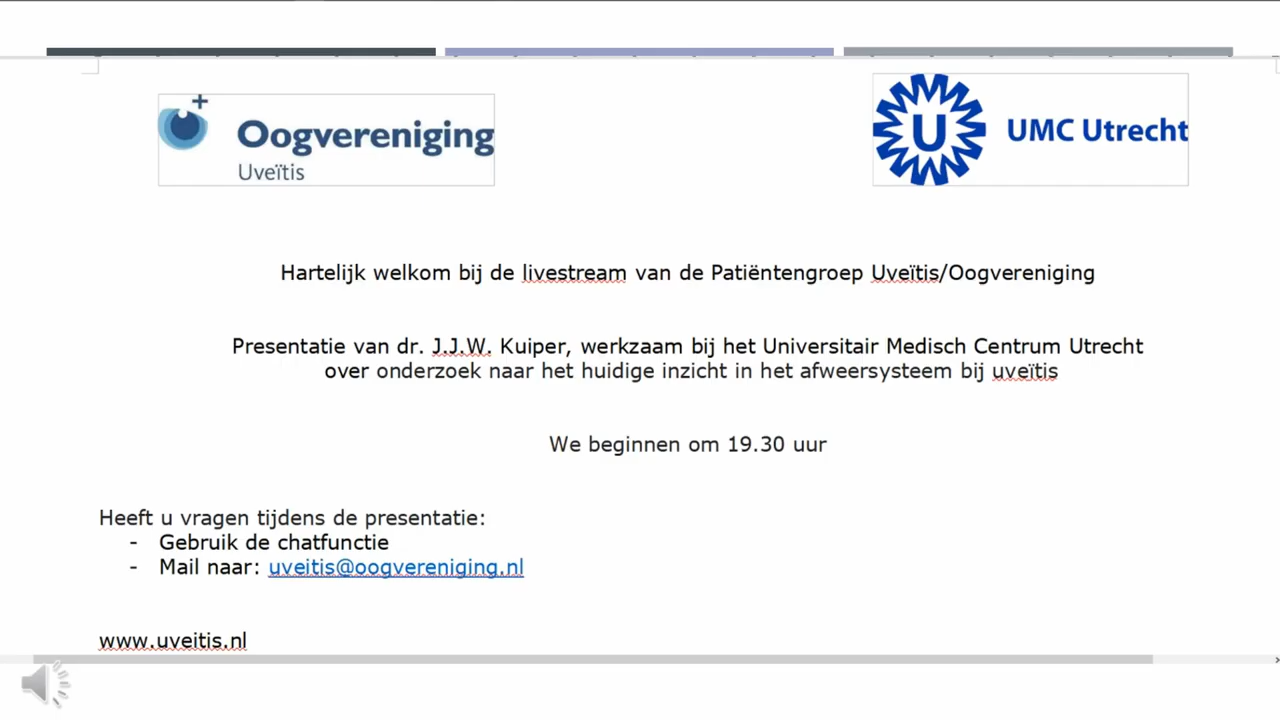 Oogvereniging
Uveïtis
U
UMC Utrecht
Hartelijk welkom bij de livestream van de Patiëntengroep Uveïtis/Oogvereniging
Presentatie van dr. J.J.W. Kuiper, werkzaam bij het Universitair Medisch Centrum Utrecht
over onderzoek naar het huidige inzicht in het afweersysteem bij uveïtis
We beginnen om 19.30 uur
Heeft u vragen tijdens de presentatie:
- Gebruik de chatfunctie
- Mail naar: uveitis@oogvereniging.nl
www.uveitis.nl